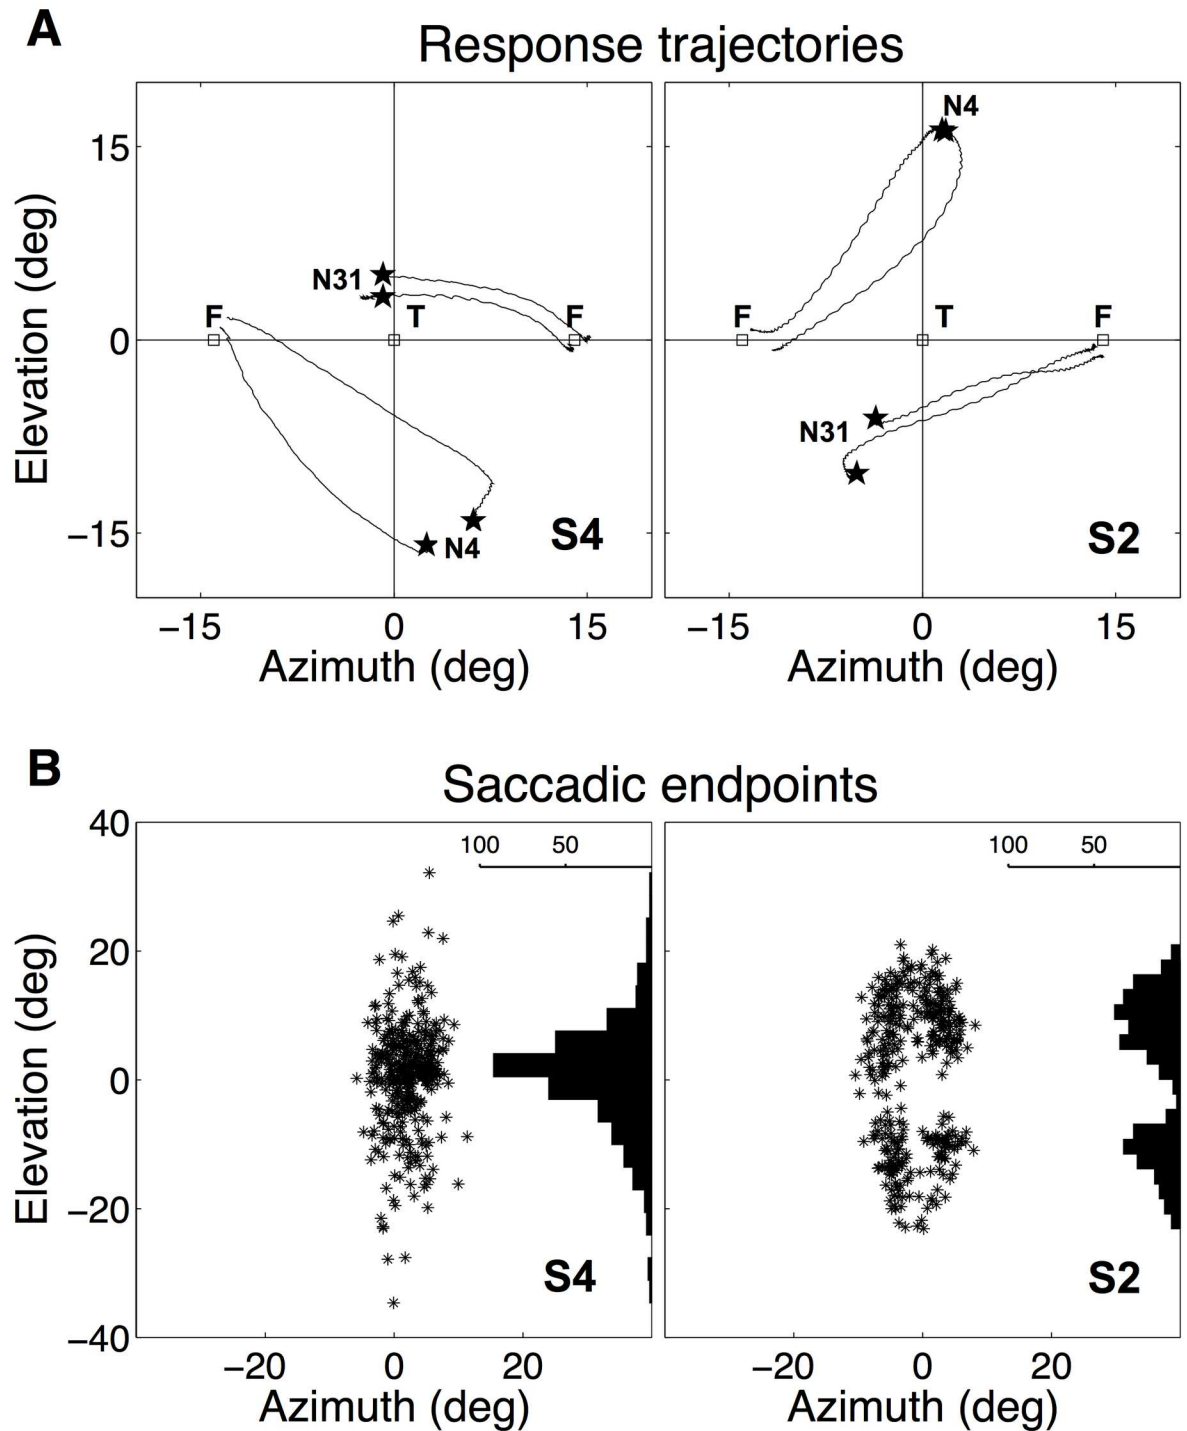 A
Response trajectories
Elevation (deg)
15
0
−15
N31
F
T
F
N4
S4
−15
0
15
Azimuth (deg)
N4
F
T
F
N31
S2
−15
0
15
Azimuth (deg)
B
Saccadic endpoints
Elevation (deg)
40
20
0
−20
−40
100 50
S4
−20
0
20
Azimuth (deg)
100 50
S2
−20
0
20
Azimuth (deg)